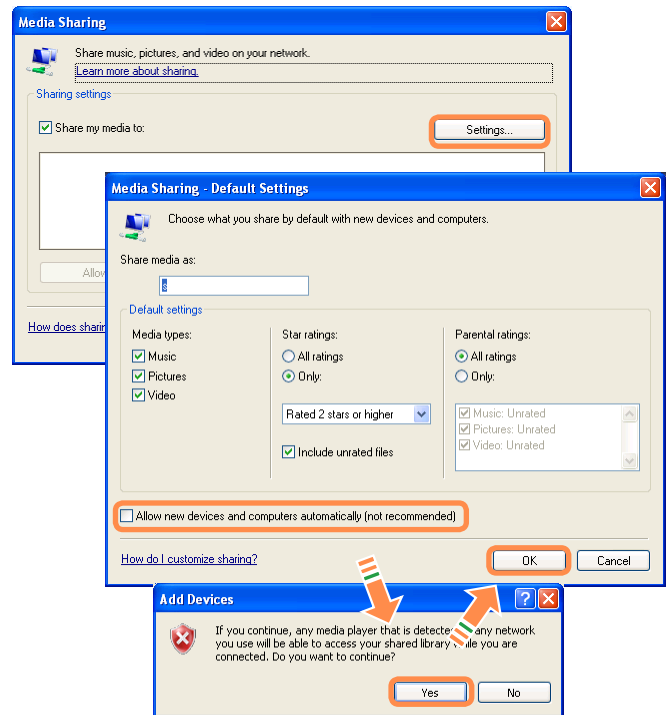 Media Sharing
Share music, pictures, and video on your network.
Learn more about sharing.
Sharing settings
Share my media to:
Settings...
Media Sharing - Default Settings
Choose what you share by default with new devices and computers.
Share media as:
s
Allow
How does sharin
Default settings
Media types:
Music
Pictures
Video
Star ratings:
All ratings
Only:
Rated 2 stars or higher
Include unrated files
Parental ratings:
All ratings
Only:
Music: Unrated
Pictures: Unrated
Video: Unrated
Allow new devices and computers automatically (not recommended)
How do I customize sharing?
OK
Cancel
Add Devices
If you continue, any media player that is detected any network
you use will be able to access your shared library while you are
connected. Do you want to continue?
Yes
No